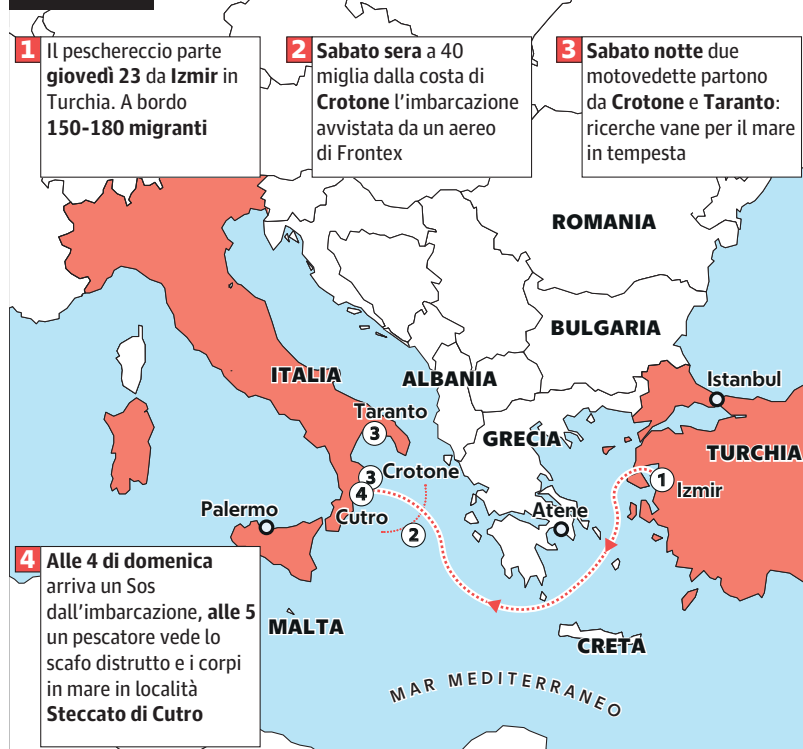 1 Il peschereccio parte
giovedì 23 da Izmir in
Turchia. A bordo
150-180 migranti
2 Sabato sera a 40
miglia dalla costa di
Crotone l'imbarcazione
avvistata da un aereo
di Frontex
3 Sabato notte due
motovedette partono
da Crotone e Taranto:
ricerche vane per il mare
in tempesta
ROMANIA
BULGARIA
ITALIA
ALBANIA
Istanbul
Taranto
3
GRECIA
TURCHIA
3 Crotone
4
Cutro
1 Izmir
Palermo
Atene
2
4 Alle 4 di domenica
arriva un Sos
dall'imbarcazione, alle 5
un pescatore vede lo
scafo distrutto e i corpi
in mare in località
Steccato di Cutro
MALTA
CRETA
MAR MEDITERRANEO